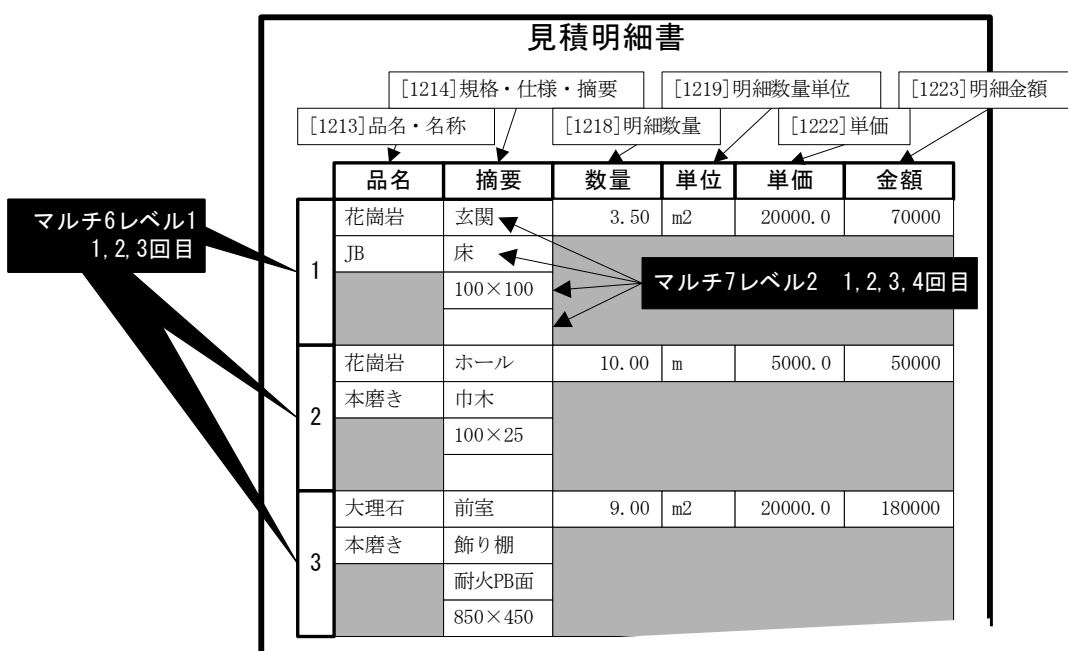 見積明細書
[1214]規格・仕様・摘要
[1219]明細数量単位
[1223]明細金額
[1213]品名・名称
[1218]明細数量
[1222]単価
品名 摘要 数量 単位 単価 金額
マルチ6レベル1
1,2,3回目
1
花崗岩 玄関 3.50 m2 20000.0 70000
JB 床
100×100
マルチ7レベル2 1,2,3,4回目
2
花崗岩 ホール 10.00 m 5000.0 50000
本磨き 巾木
100×25
3
大理石 前室 9.00 m2 20000.0 180000
本磨き 飾り棚
耐火PB面
850×450